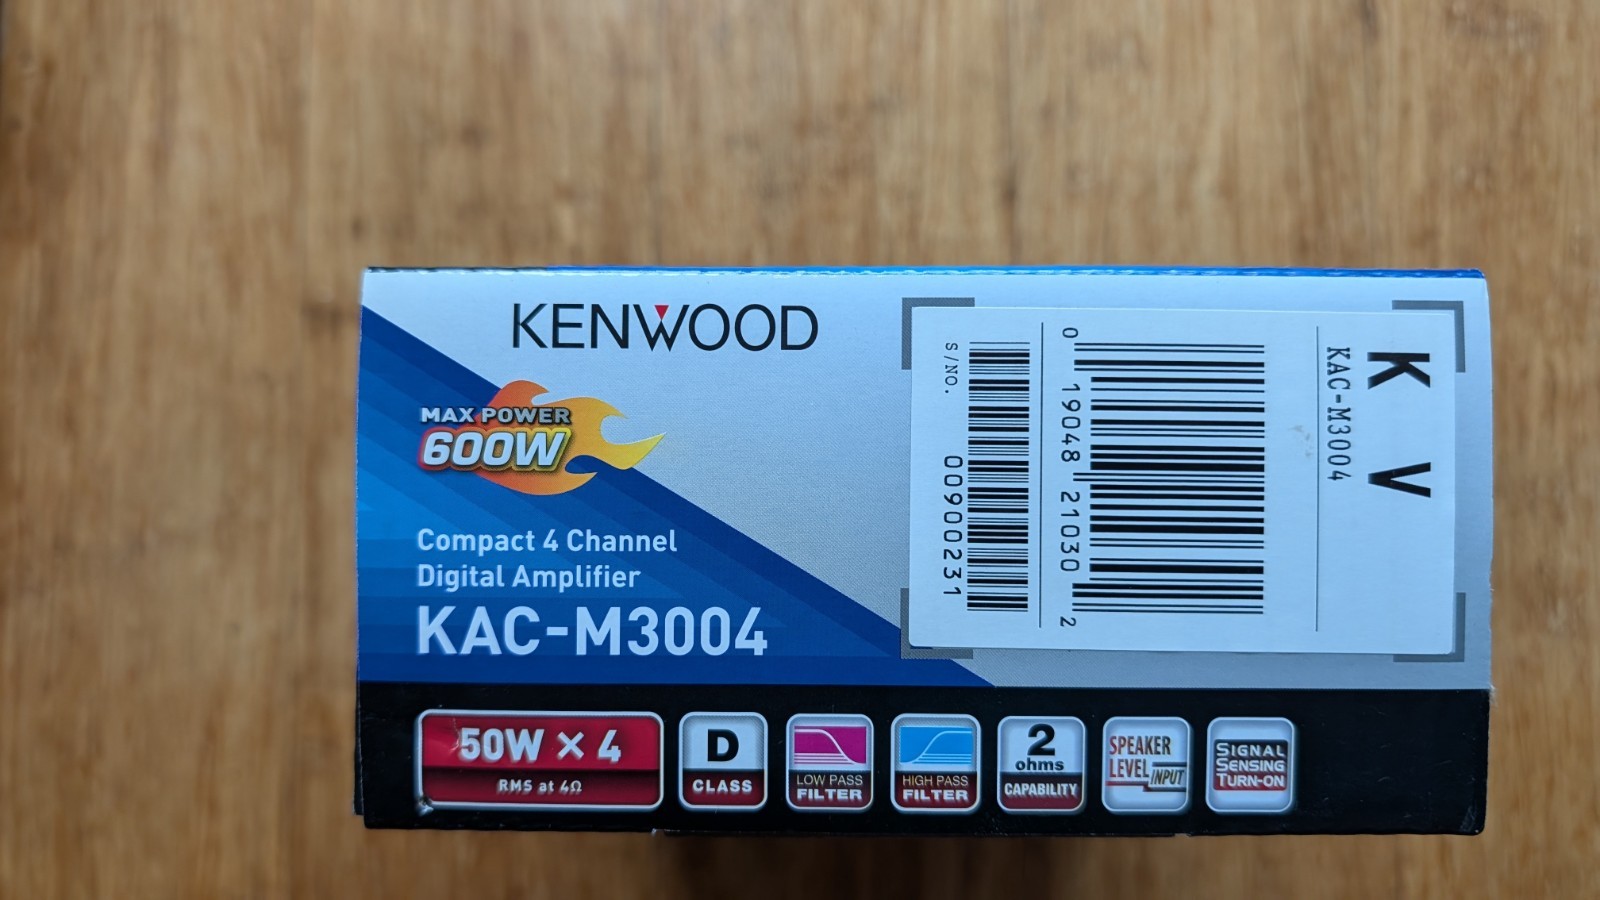 KENWOOD
MAX POWER
600W
Compact 4 Channel
Digital Amplifier
KAC-M3004
50W × 4
RMS at 4Ω
D
CLASS
LOW PASS
FILTER
HIGH PASS
FILTER
2
ohms
CAPABILITY
SPEAKER
LEVEL INPUT
SIGNAL
SENSING
TURN-ON
K V
KAC-M3004
0 19048 21030 2
S/NO. 00900231